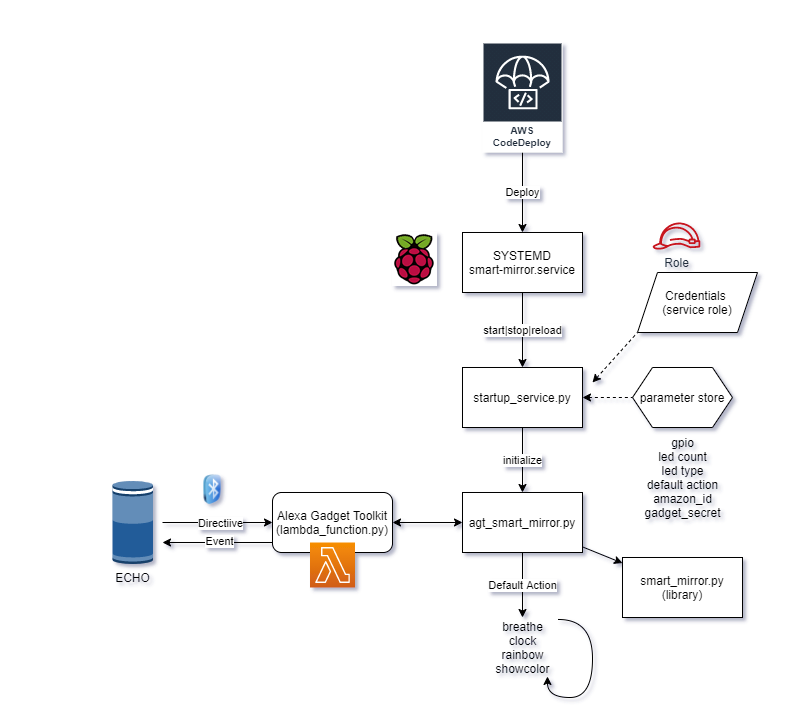 </>
AWS
CodeDeploy
Deploy
SYSTEMD
smart-mirror.service
Role
Credentials
(service role)
start|stop|reload
startup_service.py
parameter store
gpio
led count
led type
default action
amazon_id
gadget_secret
initialize
Directiive
Event
ECHO
Alexa Gadget Toolkit
(lambda_function.py)
agt_smart_mirror.py
smart_mirror.py
(library)
Default Action
breathe
clock
rainbow
showcolor